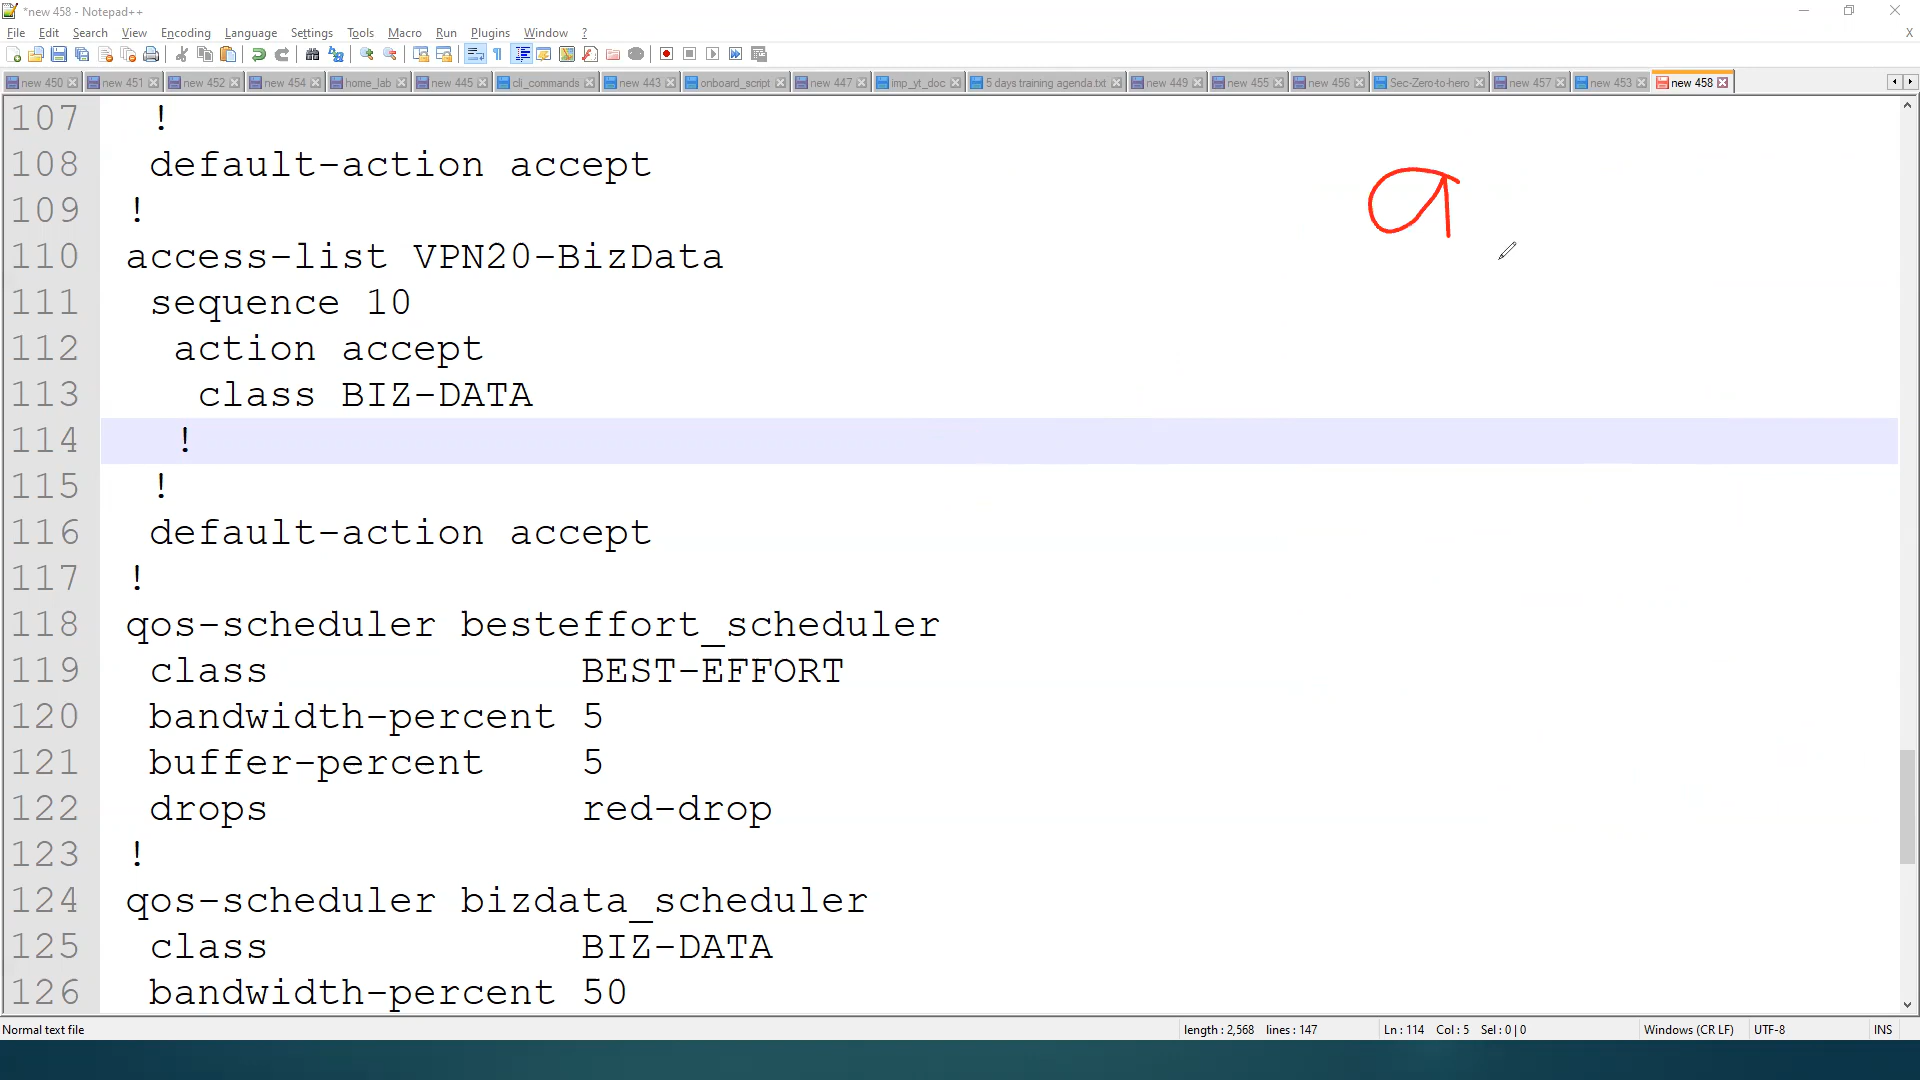 *new 458 - Notepad++
File Edit Search View Encoding Language Settings Tools Macro Run Plugins Window ? X
new 450 new 451 new 452 new 454 home_lab new 445 cli_commands new 443 onboard_script new 447 imp_yt_doc 5 days training agenda.txt new 449 new 455 new 456 Sec-Zero-to-hero new 457 new 453 new 458
107 !
108 default-action accept
109 !
110 access-list VPN20-BizData
111 sequence 10
112 action accept
113 class BIZ-DATA
114 !
115 !
116 default-action accept
117 !
118 qos-scheduler besteffort_scheduler
119 class BEST-EFFORT
120 bandwidth-percent 5
121 buffer-percent 5
122 drops red-drop
123 !
124 qos-scheduler bizdata_scheduler
125 class BIZ-DATA
126 bandwidth-percent 50
a
Normal text file length : 2,568 lines : 147 Ln : 114 Col : 5 Sel : 0 | 0 Windows (CR LF) UTF-8 INS